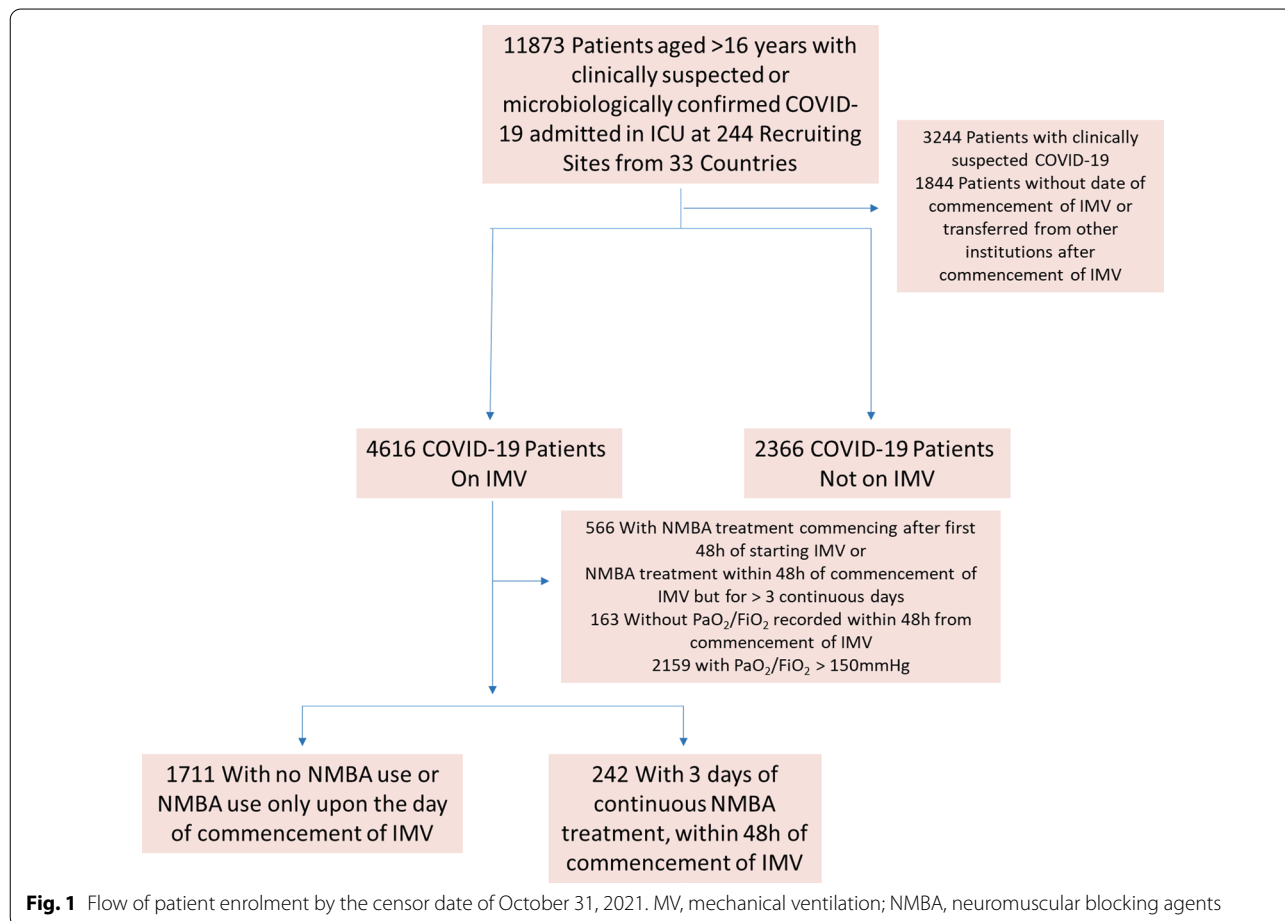 11873 Patients aged >16 years with
clinically suspected or
microbiologically confirmed COVID-
19 admitted in ICU at 244 Recruiting
Sites from 33 Countries
3244 Patients with clinically
suspected COVID-19
1844 Patients without date of
commencement of IMV or
transferred from other
institutions after
commencement of IMV
4616 COVID-19 Patients
On IMV
2366 COVID-19 Patients
Not on IMV
566 With NMBA treatment commencing after first
48h of starting IMV or
NMBA treatment within 48h of commencement of
IMV but for > 3 continuous days
163 Without PaO₂/FiO₂ recorded within 48h from
commencement of IMV
2159 with PaO₂/FiO₂ > 150mmHg
1711 With no NMBA use or
NMBA use only upon the day
of commencement of IMV
242 With 3 days of
continuous NMBA
treatment, within 48h of
commencement of IMV
Fig. 1 Flow of patient enrolment by the censor date of October 31, 2021. MV, mechanical ventilation; NMBA, neuromuscular blocking agents